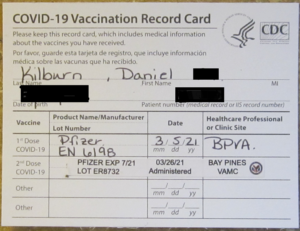 COVID-19 Vaccination Record Card
Please keep this record card, which includes medical information
about the vaccines you have received.
Por favor, guarde esta tarjeta de registro, que incluye información
médica sobre las vacunas que ha recibido.
CDC
Kilburn, Daniel
Last Name First Name MI
Date of birth Patient number (medical record or IIS record number)
Vaccine Product Name/Manufacturer Date Healthcare Professional
Lot Number or Clinic Site
1st Dose Pfizer 3/5/21 BPVA
COVID-19 EN 6198 mm dd yy
2nd Dose PFIZER EXP 7/21 03/26/21 BAY PINES
COVID-19 LOT ER8732 Administered VAMC
Other mm dd yy
Other mm dd yy